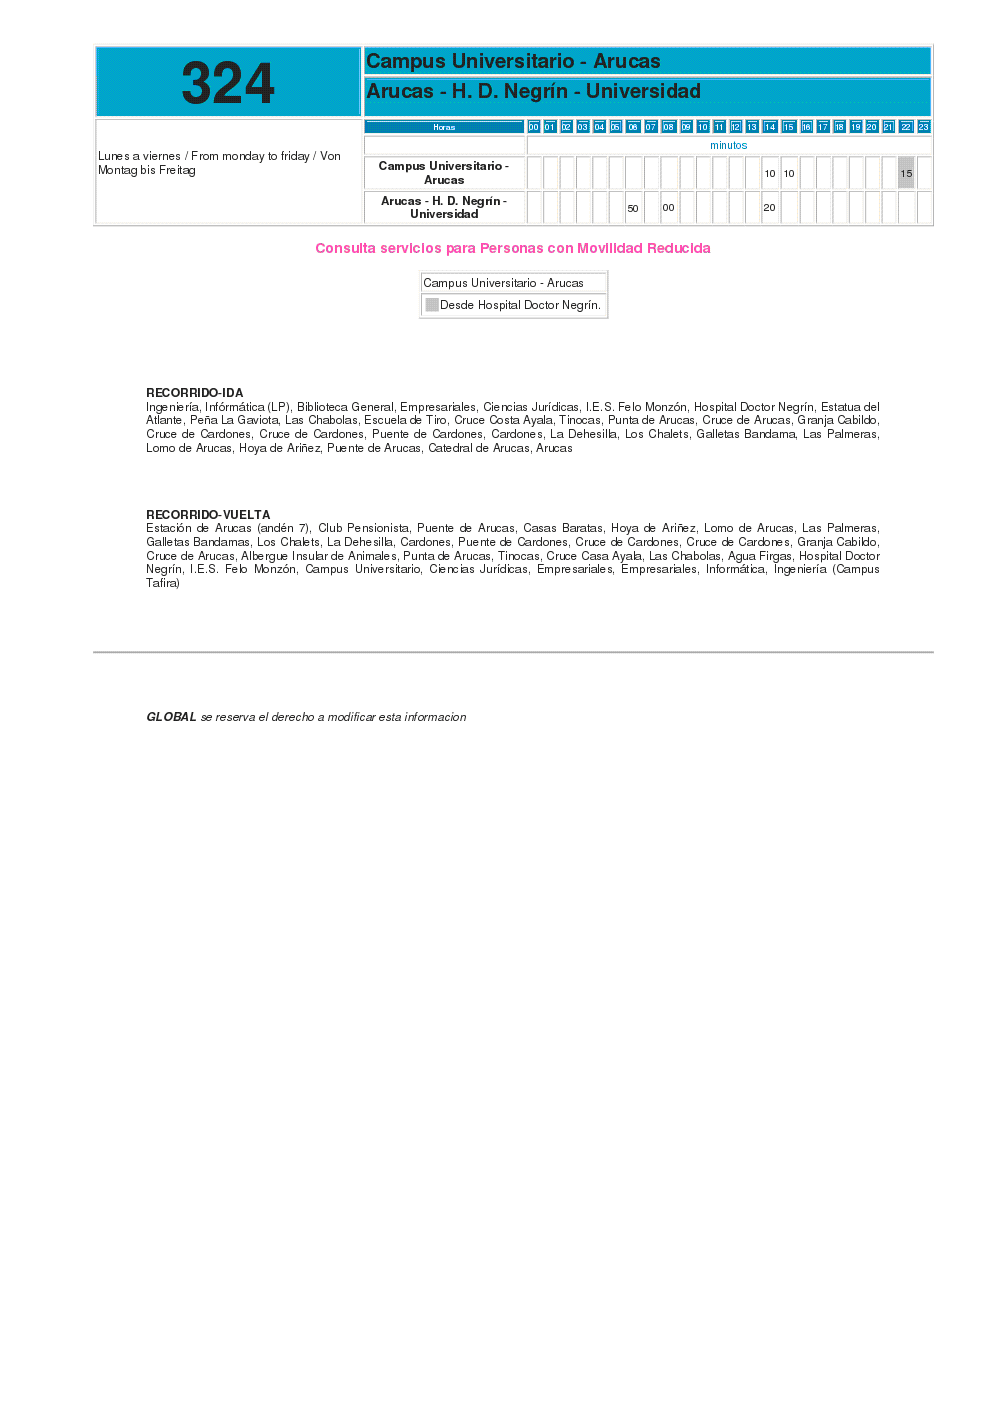 324
Campus Universitario - Arucas
Arucas - H. D. Negrín - Universidad
Lunes a viernes / From monday to friday / Von
Montag bis Freitag
Horas 00 01 02 03 04 05 06 07 08 09 10 11 12 13 14 15 16 17 18 19 20 21 22 23
minutos
Campus Universitario -
Arucas
10 10 15
Arucas - H. D. Negrín -
Universidad
50 00 20
Consulta servicios para Personas con Movilidad Reducida
Campus Universitario - Arucas
Desde Hospital Doctor Negrín.
RECORRIDO-IDA
Ingeniería, Infórmática (LP), Biblioteca General, Empresariales, Ciencias Jurídicas, I.E.S. Felo Monzón, Hospital Doctor Negrín, Estatua del
Atlante, Peña La Gaviota, Las Chabolas, Escuela de Tiro, Cruce Costa Ayala, Tinocas, Punta de Arucas, Cruce de Arucas, Granja Cabildo,
Cruce de Cardones, Cruce de Cardones, Puente de Cardones, Cardones, La Dehesilla, Los Chalets, Galletas Bandama, Las Palmeras,
Lomo de Arucas, Hoya de Ariñez, Puente de Arucas, Catedral de Arucas, Arucas
RECORRIDO-VUELTA
Estación de Arucas (andén 7), Club Pensionista, Puente de Arucas, Casas Baratas, Hoya de Ariñez, Lomo de Arucas, Las Palmeras,
Galletas Bandamas, Los Chalets, La Dehesilla, Cardones, Puente de Cardones, Cruce de Cardones, Cruce de Cardones, Granja Cabildo,
Cruce de Arucas, Albergue Insular de Animales, Punta de Arucas, Tinocas, Cruce Casa Ayala, Las Chabolas, Agua Firgas, Hospital Doctor
Negrín, I.E.S. Felo Monzón, Campus Universitario, Ciencias Jurídicas, Empresariales, Empresariales, Informática, Ingeniería (Campus
Tafira)
GLOBAL se reserva el derecho a modificar esta informacion